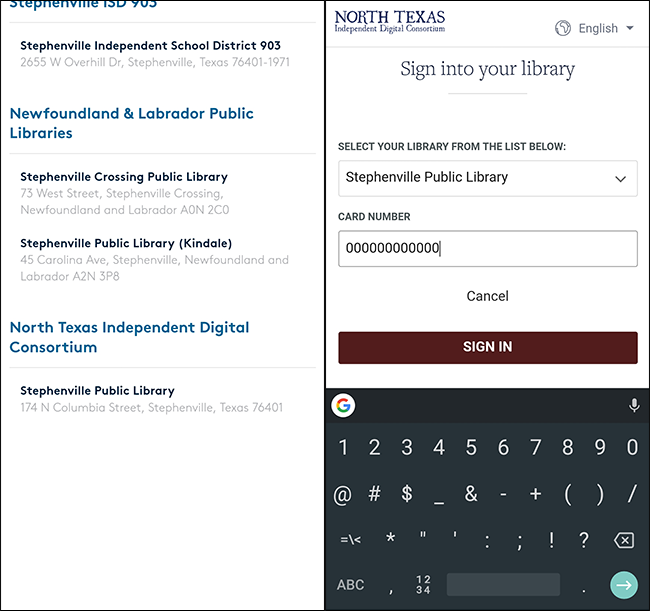 Stephenville ISD 903
Stephenville Independent School District 903
2655 W Overhill Dr, Stephenville, Texas 76401-1971
Newfoundland & Labrador Public
Libraries
Stephenville Crossing Public Library
73 West Street, Stephenville Crossing,
Newfoundland and Labrador A0N 2C0
Stephenville Public Library (Kindale)
45 Carolina Ave, Stephenville, Newfoundland and
Labrador A2N 3P8
North Texas Independent Digital
Consortium
Stephenville Public Library
174 N Columbia Street, Stephenville, Texas 76401
NORTH TEXAS
Independent Digital Consortium
English
Sign into your library
SELECT YOUR LIBRARY FROM THE LIST BELOW:
Stephenville Public Library
CARD NUMBER
000000000000
Cancel
SIGN IN
G
1 2 3 4 5 6 7 8 9 0
@ # $ _ & - + ( ) /
=\< * " ' : ; ! ?
ABC , 12 34 .